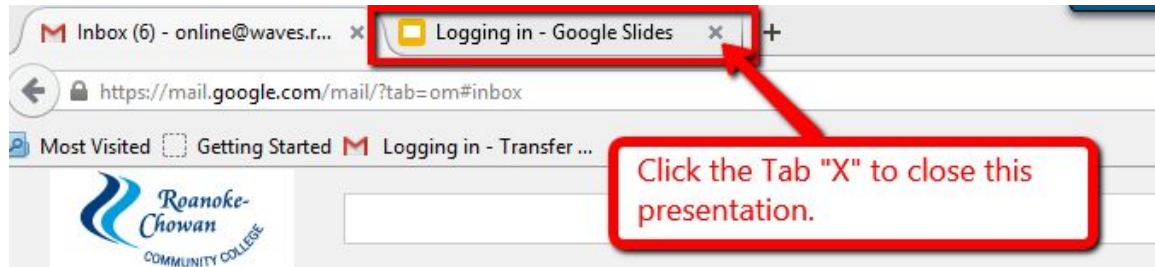 Inbox (6) - online@waves.r... × Logging in - Google Slides × +
https://mail.google.com/mail/?tab=om#inbox
Most Visited Getting Started Logging in - Transfer ...
Click the Tab "X" to close this
presentation.
Roanoke-
Chowan
COMMUNITY COLLEGE